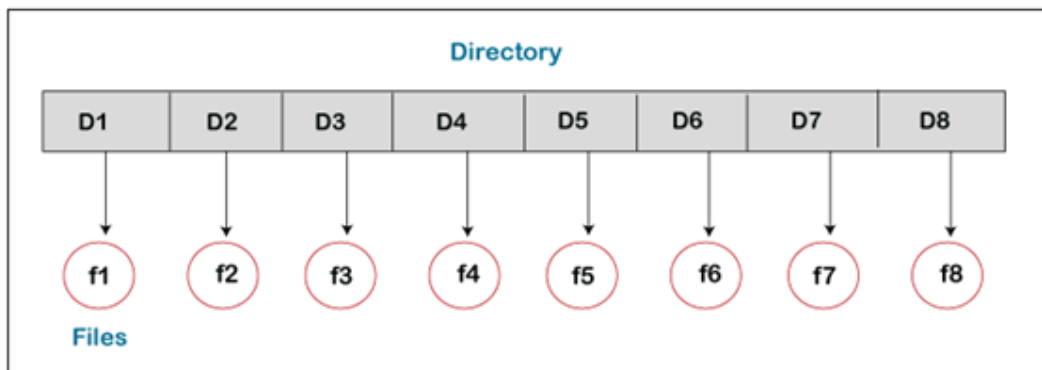 Directory
D1 D2 D3 D4 D5 D6 D7 D8
f1 f2 f3 f4 f5 f6 f7 f8
Files